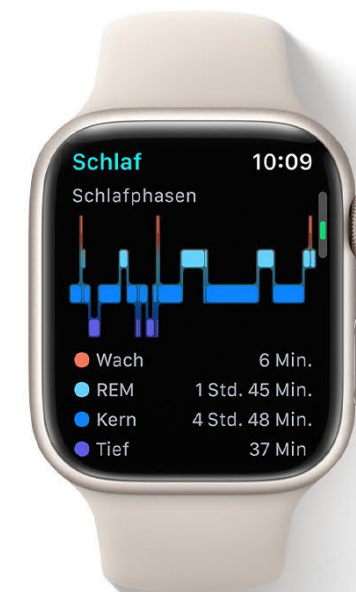 Schlaf 10:09
Schlafphasen
Wach 6 Min.
REM 1 Std. 45 Min.
Kern 4 Std. 48 Min.
Tief 37 Min